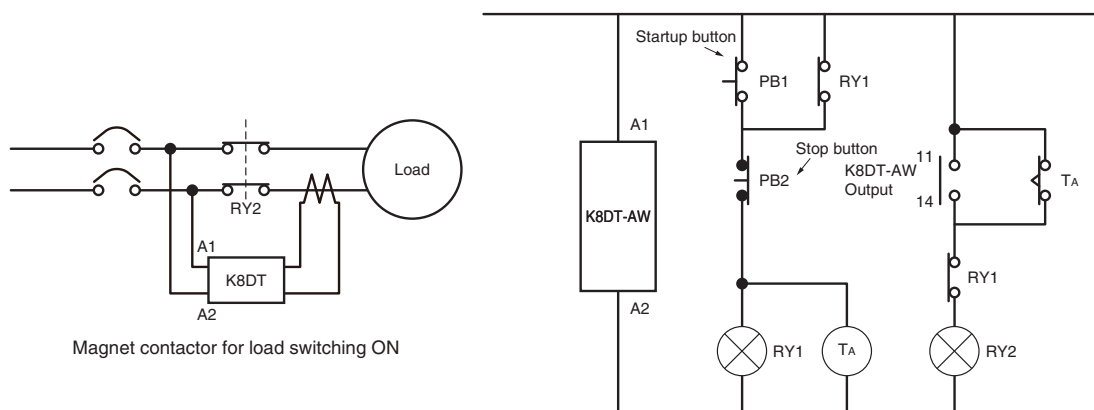 Load
RY2
A1
K8DT
A2
Magnet contactor for load switching ON
Startup button
PB1
RY1
A1
K8DT-AW
A2
Stop button
PB2
11
K8DT-AW
Output
14
TA
RY1
RY1
TA
RY2